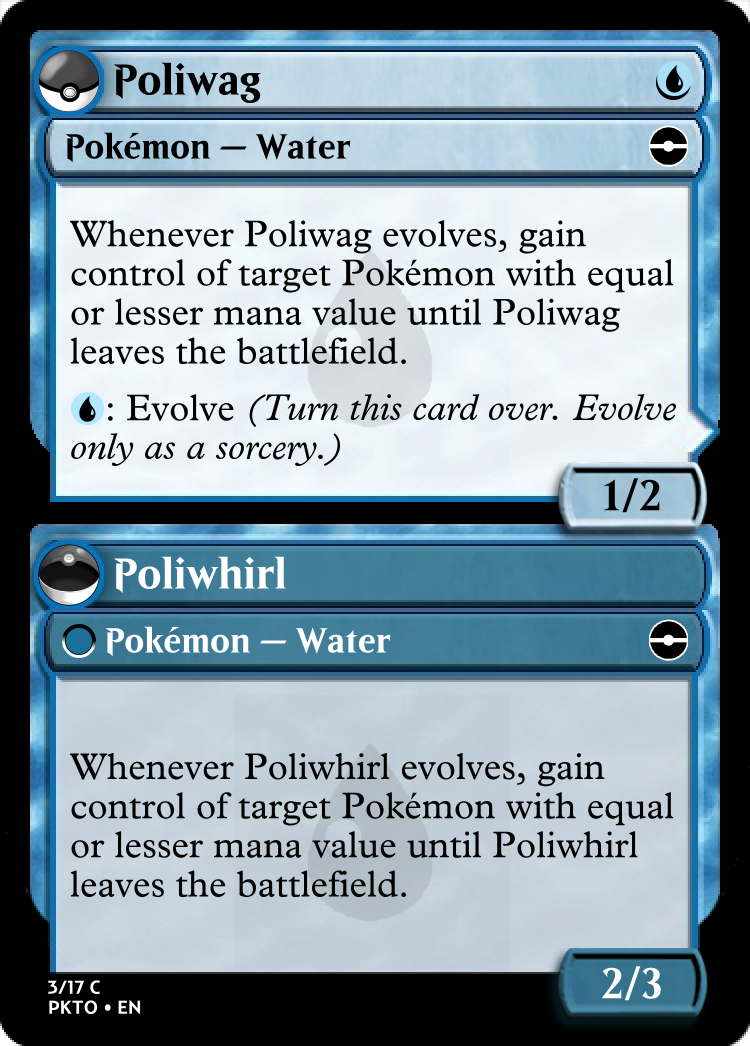 Poliwag
Pokémon — Water
Whenever Poliwag evolves, gain
control of target Pokémon with equal
or lesser mana value until Poliwag
leaves the battlefield.
: Evolve (Turn this card over. Evolve
only as a sorcery.)
1/2
Poliwhirl
Pokémon — Water
Whenever Poliwhirl evolves, gain
control of target Pokémon with equal
or lesser mana value until Poliwhirl
leaves the battlefield.
2/3
3/17 C
PKTO • EN